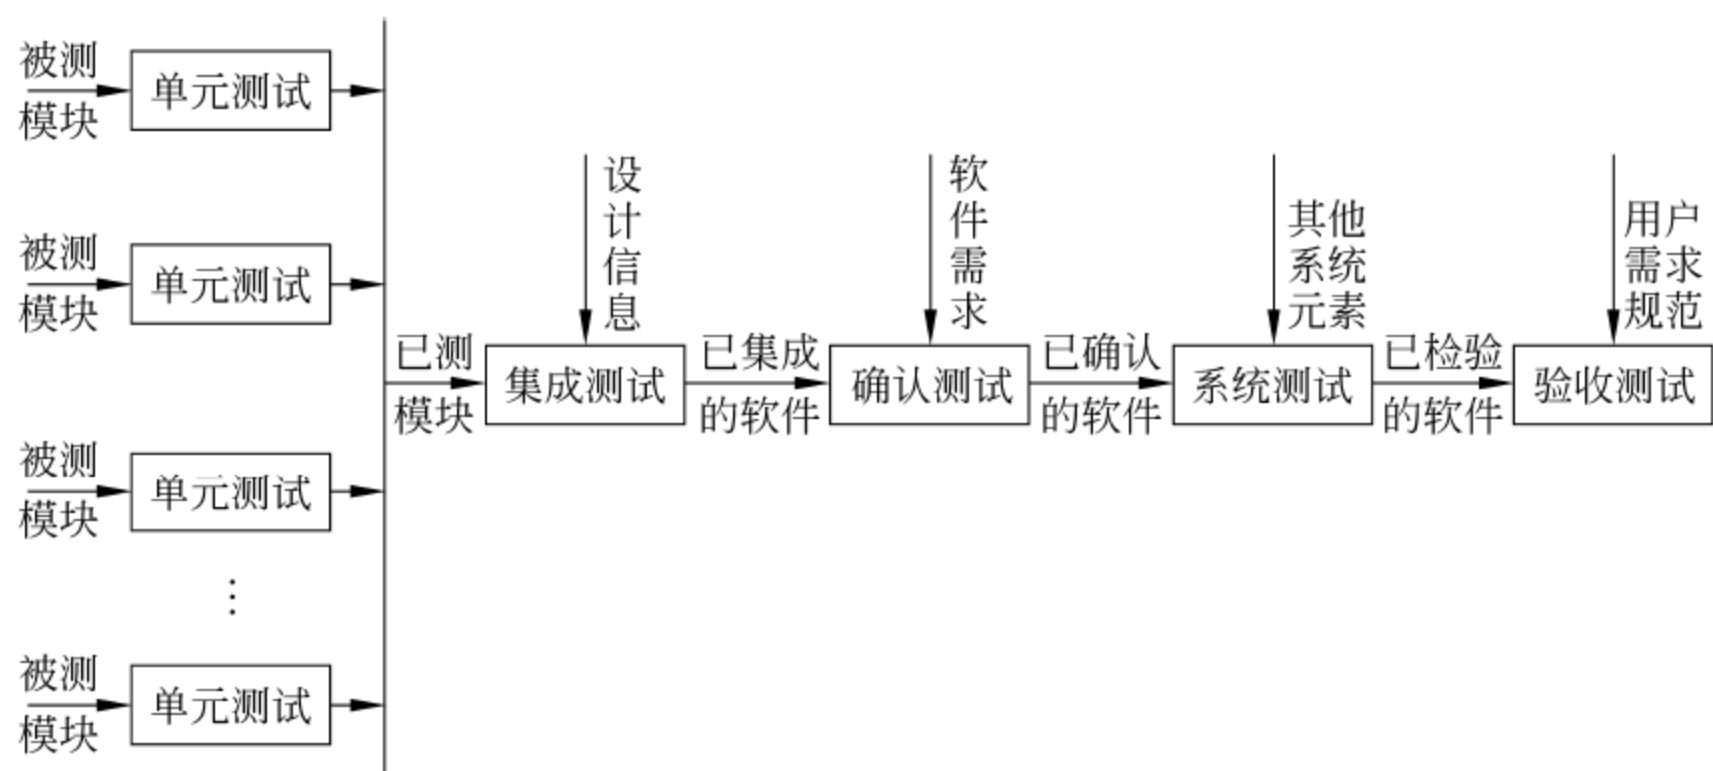 被测
模块
单元测试
被测
模块
单元测试
被测
模块
单元测试
⋮
被测
模块
单元测试
已测
模块
设计信息
集成测试
已集成
的软件
软件需求
确认测试
已确认
的软件
其他
系统
元素
系统测试
已检验
的软件
用户
需求
规范
验收测试